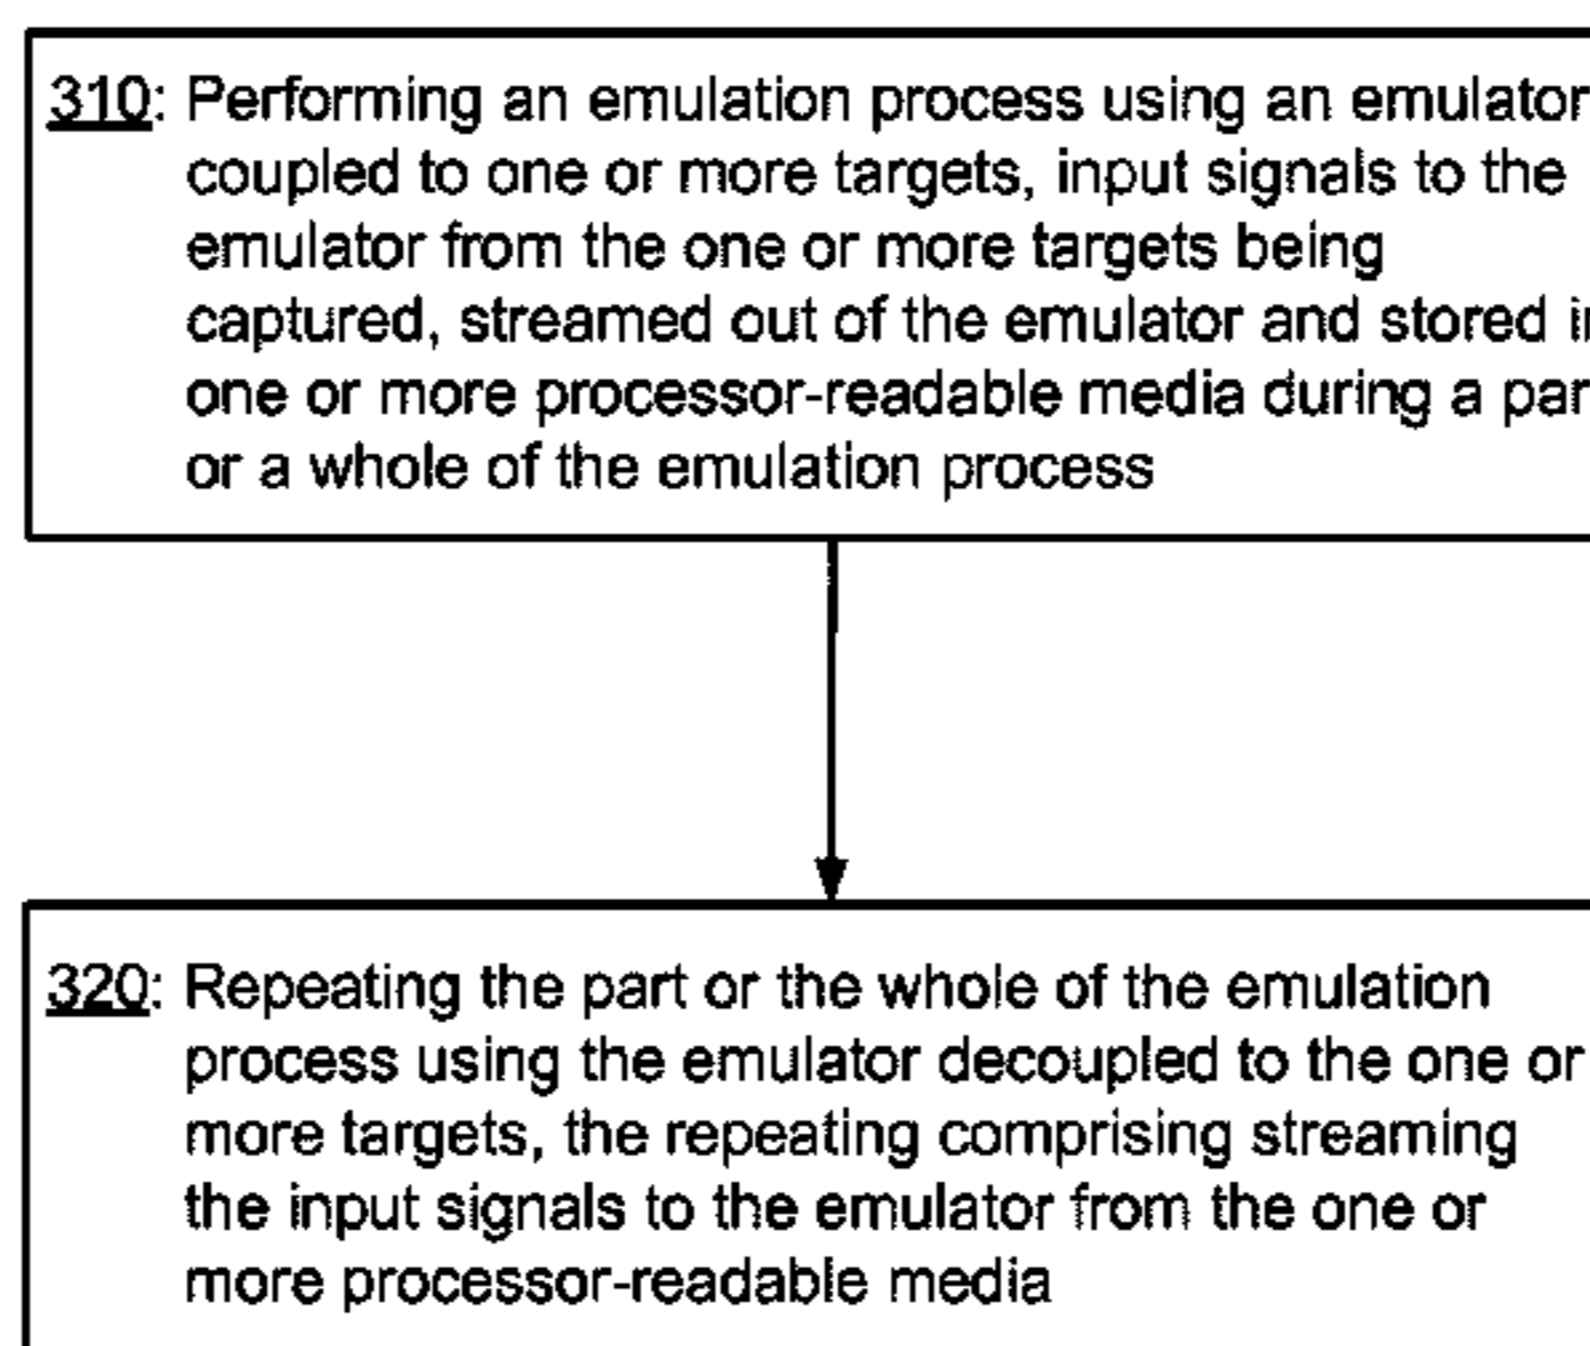 310: Performing an emulation process using an emulator
coupled to one or more targets, input signals to the
emulator from the one or more targets being
captured, streamed out of the emulator and stored
one or more processor-readable media during a
or a whole of the emulation process
320: Repeating the part or the whole of the emulation
process using the emulator decoupled to the one or
more targets, the repeating comprising streaming
the input signals to the emulator from the one or
more processor-readable media